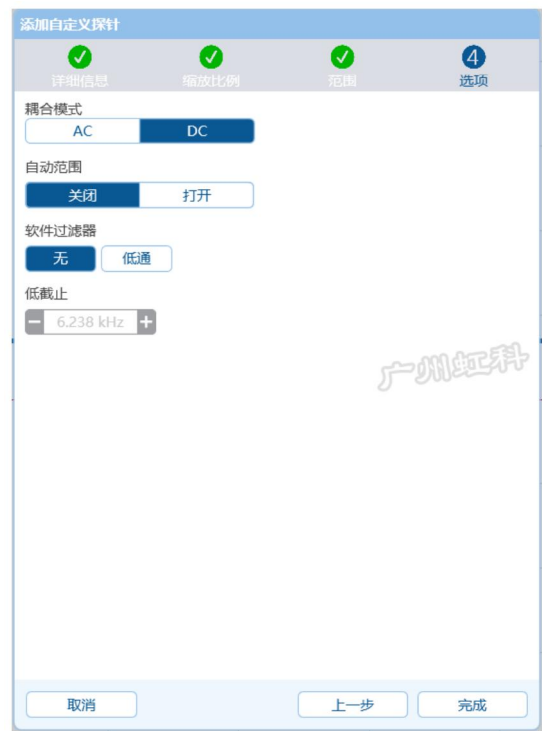 添加自定义探针
4
详细信息 缩放比例 范围 选项
耦合模式
AC DC
自动范围
关闭 打开
软件过滤器
无 低通
低截止
− 6.238 kHz +
广州虹科
取消 上一步 完成